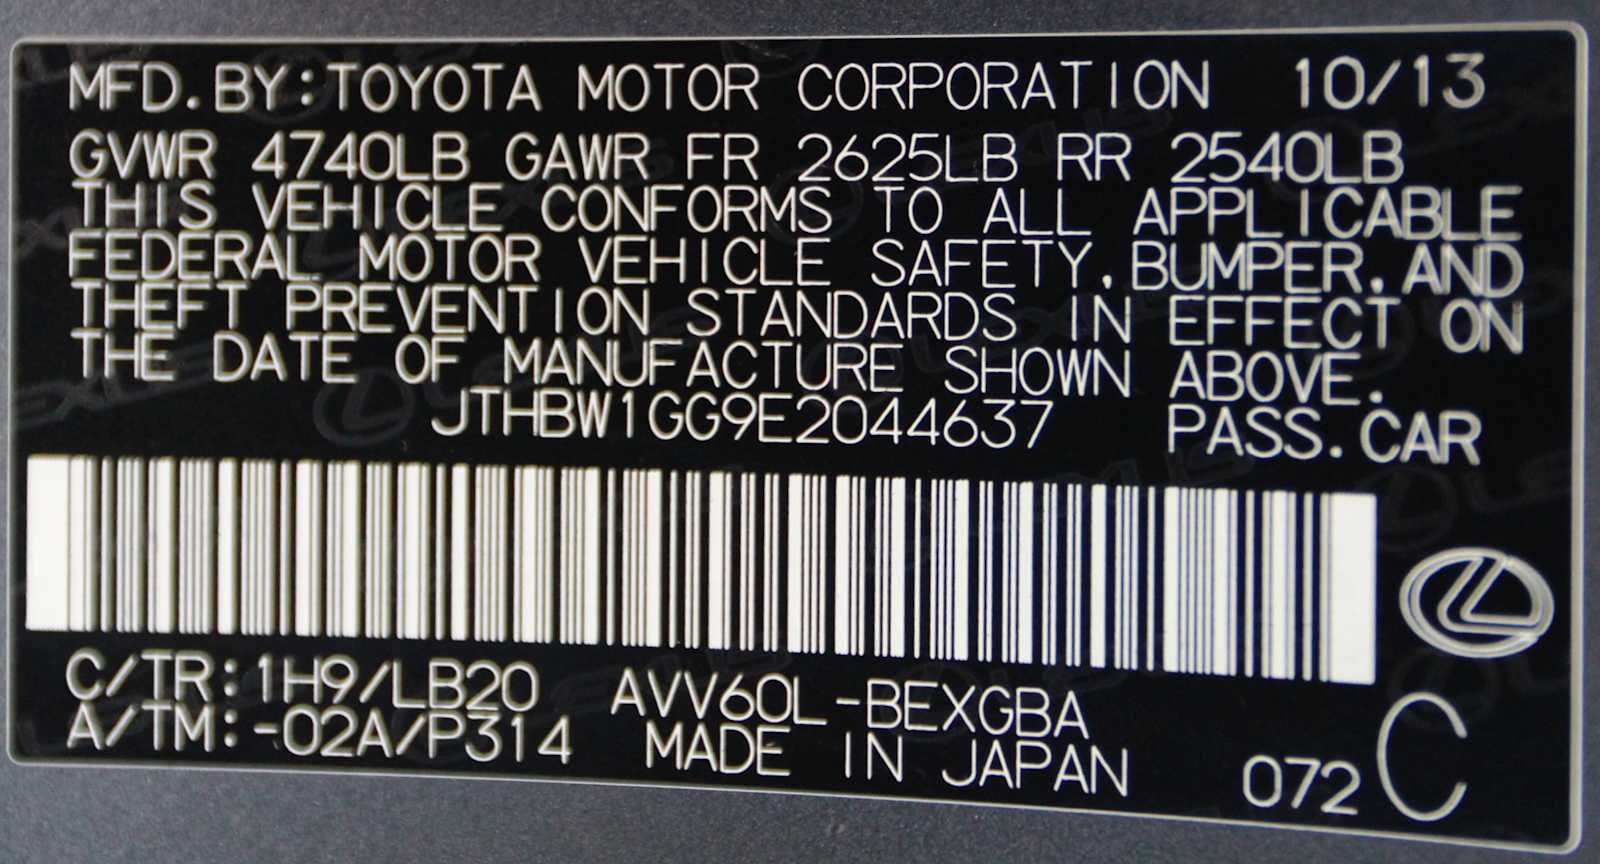 MFD. BY: TOYOTA MOTOR CORPORATION 10/13
GVWR 4740LB GAWR FR 2625LB RR 2540LB
THIS VEHICLE CONFORMS TO ALL APPLICABLE
FEDERAL MOTOR VEHICLE SAFETY, BUMPER, AND
THEFT PREVENTION STANDARDS IN EFFECT ON
THE DATE OF MANUFACTURE SHOWN ABOVE.
JTHBW1GG9E2044637 PASS. CAR
C/TR: 1H9/LB20 AVV60L-BEXGBA
A/TM: -02A/P314 MADE IN JAPAN 072 C